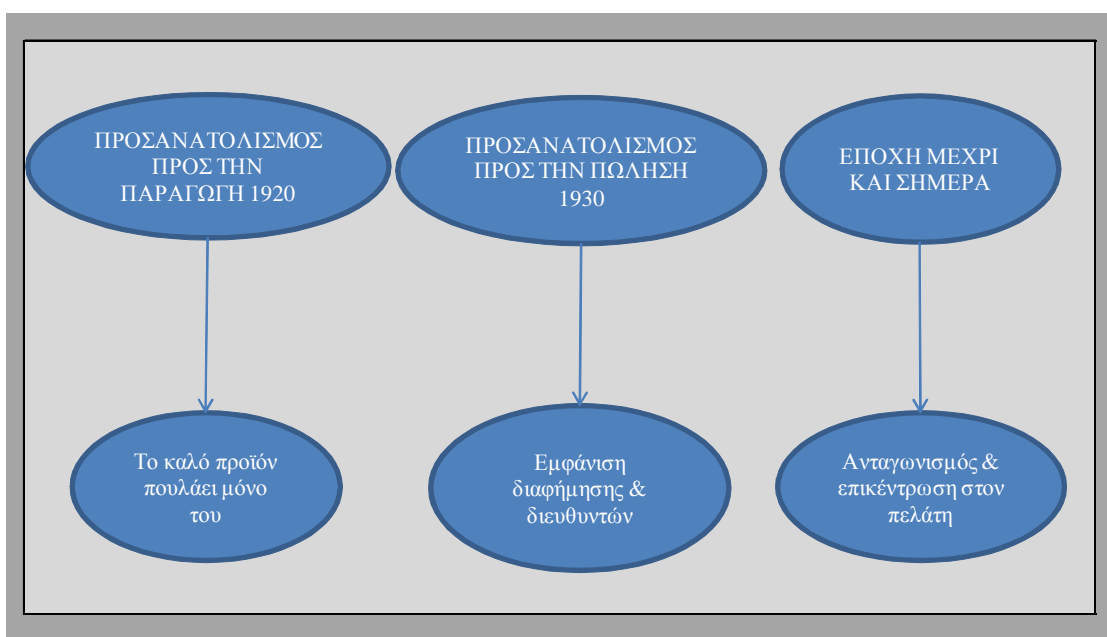 ΠΡΟΣΑΝΑΤΟΛΙΣΜΟΣ
ΠΡΟΣ ΤΗΝ
ΠΑΡΑΓΩΓΗ 1920
ΠΡΟΣΑΝΑΤΟΛΙΣΜΟΣ
ΠΡΟΣ ΤΗΝ ΠΩΛΗΣΗ
1930
ΕΠΟΧΗ ΜΕΧΡΙ
ΚΑΙ ΣΗΜΕΡΑ
Το καλό προϊόν
πουλάει μόνο
του
Εμφάνιση
διαφήμησης &
διευθυντών
Ανταγωνισμός &
επικέντρωση στον
πελάτη